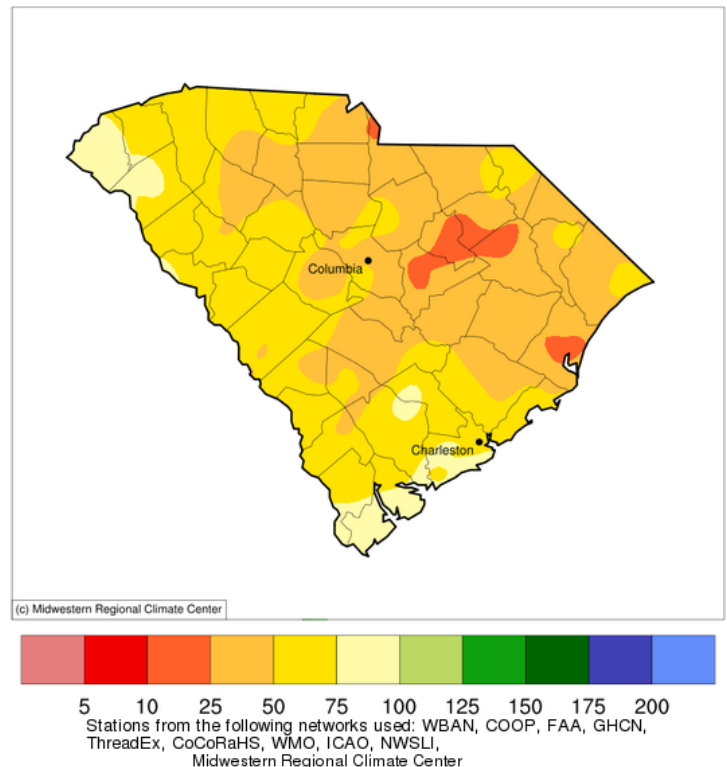 Columbia
Charleston
(c) Midwestern Regional Climate Center
5 10 25 50 75 100 125 150 175 200
Stations from the following networks used: WBAN, COOP, FAA, GHCN,
ThreadEx, CoCoRaHS, WMO, ICAO, NWSLI,
Midwestern Regional Climate Center